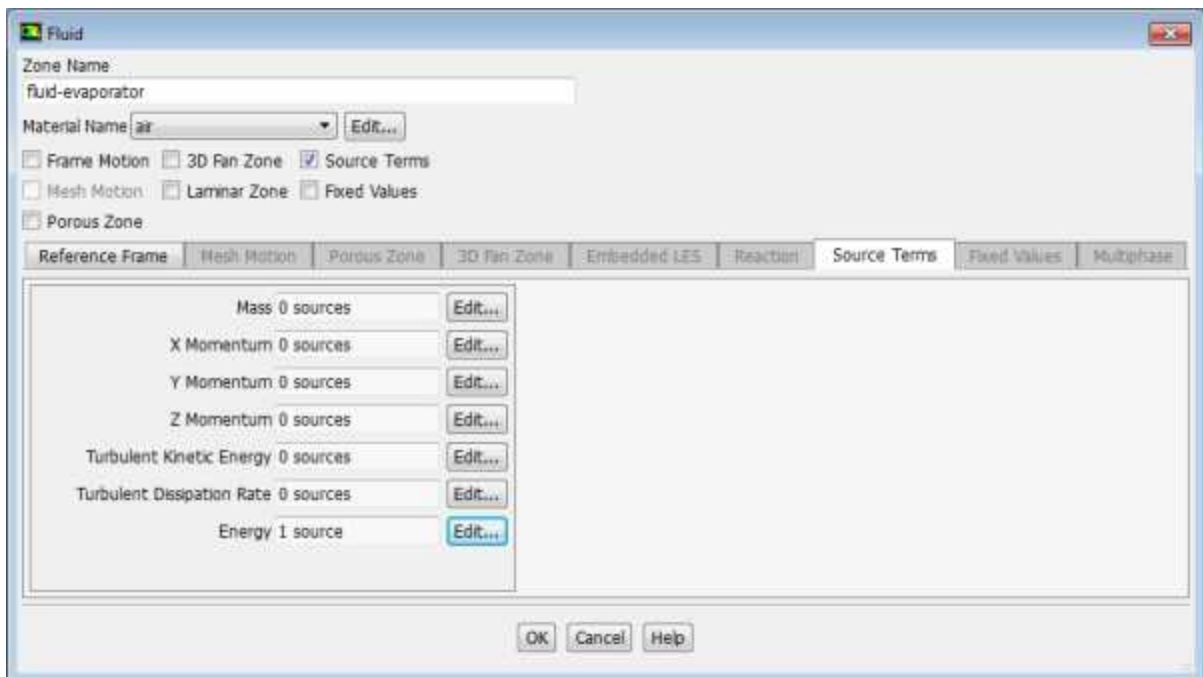 Fluid
Zone Name
fluid-evaporator
Material Name air Edit...
Frame Motion 3D Fan Zone Source Terms
Mesh Motion Laminar Zone Fixed Values
Porous Zone
Reference Frame Mesh Motion Porous Zone 3D Fan Zone Embedded LES Reaction Source Terms Fixed Values Multiphase
Mass 0 sources Edit...
X Momentum 0 sources Edit...
Y Momentum 0 sources Edit...
Z Momentum 0 sources Edit...
Turbulent Kinetic Energy 0 sources Edit...
Turbulent Dissipation Rate 0 sources Edit...
Energy 1 source Edit...
OK Cancel Help